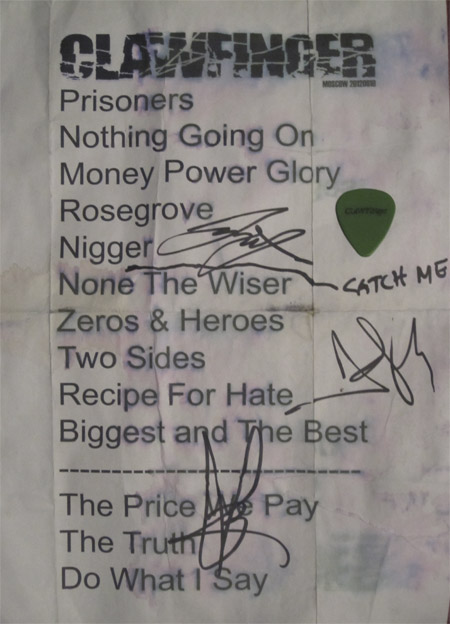 CLAWFINGER
Prisoners
Nothing Going On
Money Power Glory
Rosegrove
CLAWFINGER
Nigger
None The Wiser
CATCH ME
Zeros & Heroes
Two Sides
Recipe For Hate
Biggest and The Best
The Price We Pay
The Truth
Do What I Say